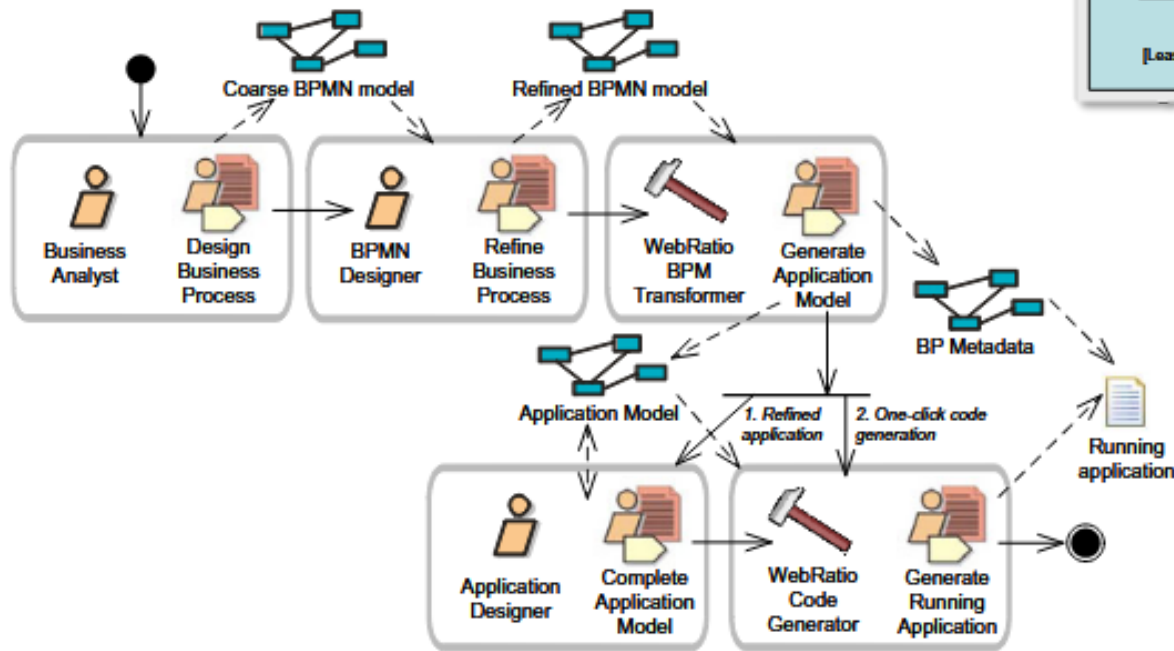 [Leas
Coarse BPMN model
Refined BPMN model
Business
Analyst
Design
Business
Process
BPMN
Designer
Refine
Business
Process
WebRatio
BPM
Transformer
Generate
Application
Model
BP Metadata
Application Model
1. Refined
application
2. One-click code
generation
Running
application
Application
Designer
Complete
Application
Model
WebRatio
Code
Generator
Generate
Running
Application